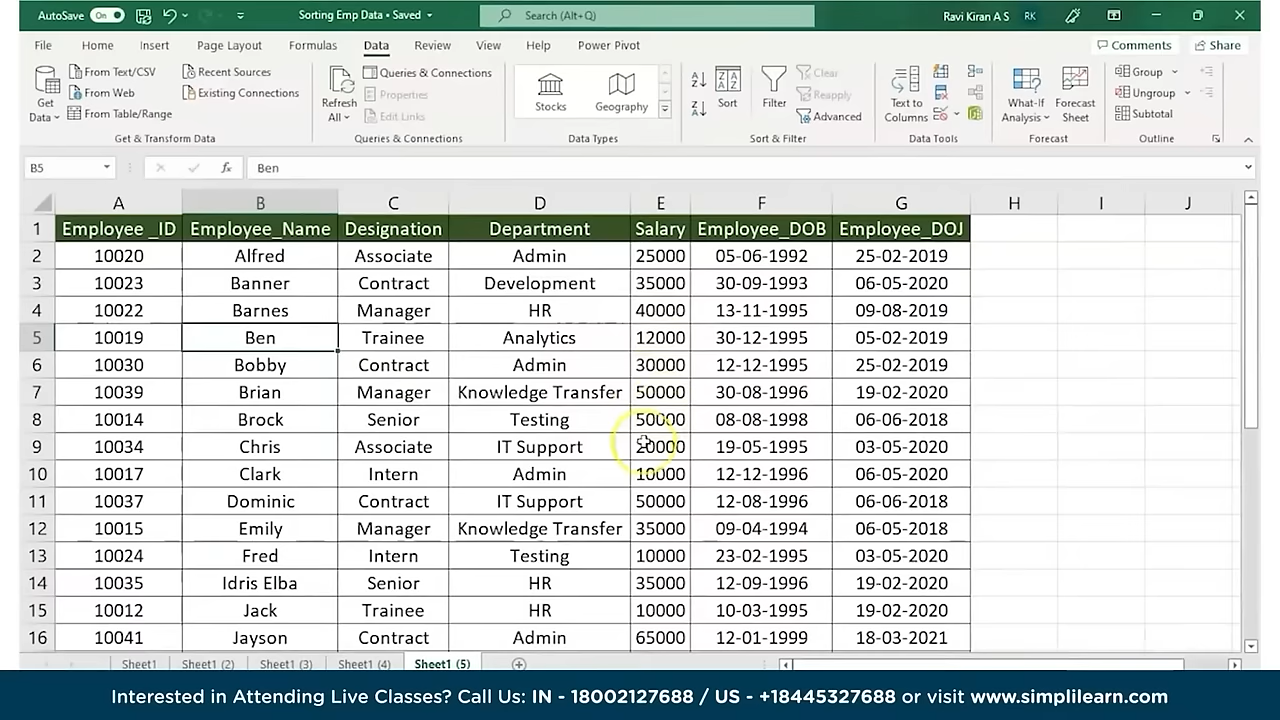 AutoSave On Sorting Emp Data • Saved Search (Alt+Q) Ravi Kiran A S RK
File Home Insert Page Layout Formulas Data Review View Help Power Pivot Comments Share
From Text/CSV Recent Sources Queries & Connections Clear Group
Get Data From Web Existing Connections Refresh All Properties Stocks Geography Sort Filter Reapply Text to Columns What-If Analysis Forecast Sheet Ungroup
From Table/Range Edit Links Advanced Subtotal
Get & Transform Data Queries & Connections Data Types Sort & Filter Data Tools Forecast Outline
B5 fx Ben
A B C D E F G H I J
1 Employee _ID Employee_Name Designation Department Salary Employee_DOB Employee_DOJ
2 10020 Alfred Associate Admin 25000 05-06-1992 25-02-2019
3 10023 Banner Contract Development 35000 30-09-1993 06-05-2020
4 10022 Barnes Manager HR 40000 13-11-1995 09-08-2019
5 10019 Ben Trainee Analytics 12000 30-12-1995 05-02-2019
6 10030 Bobby Contract Admin 30000 12-12-1995 25-02-2019
7 10039 Brian Manager Knowledge Transfer 50000 30-08-1996 19-02-2020
8 10014 Brock Senior Testing 50000 08-08-1998 06-06-2018
9 10034 Chris Associate IT Support 20000 19-05-1995 03-05-2020
10 10017 Clark Intern Admin 10000 12-12-1996 06-05-2020
11 10037 Dominic Contract IT Support 50000 12-08-1996 06-06-2018
12 10015 Emily Manager Knowledge Transfer 35000 09-04-1994 06-05-2018
13 10024 Fred Intern Testing 10000 23-02-1995 03-05-2020
14 10035 Idris Elba Senior HR 35000 12-09-1996 19-02-2020
15 10012 Jack Trainee HR 10000 10-03-1995 19-02-2020
16 10041 Jayson Contract Admin 65000 12-01-1999 18-03-2021
Sheet1 Sheet1 (2) Sheet1 (3) Sheet1 (4) Sheet1 (5)
Interested in Attending Live Classes? Call Us: IN - 18002127688 / US - +18445327688 or visit www.simplilearn.com